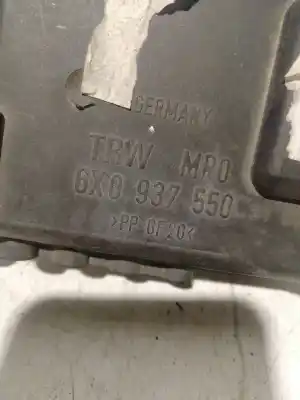 GERMANY
TRW MPO
6X0 937 550
>PP GF20<